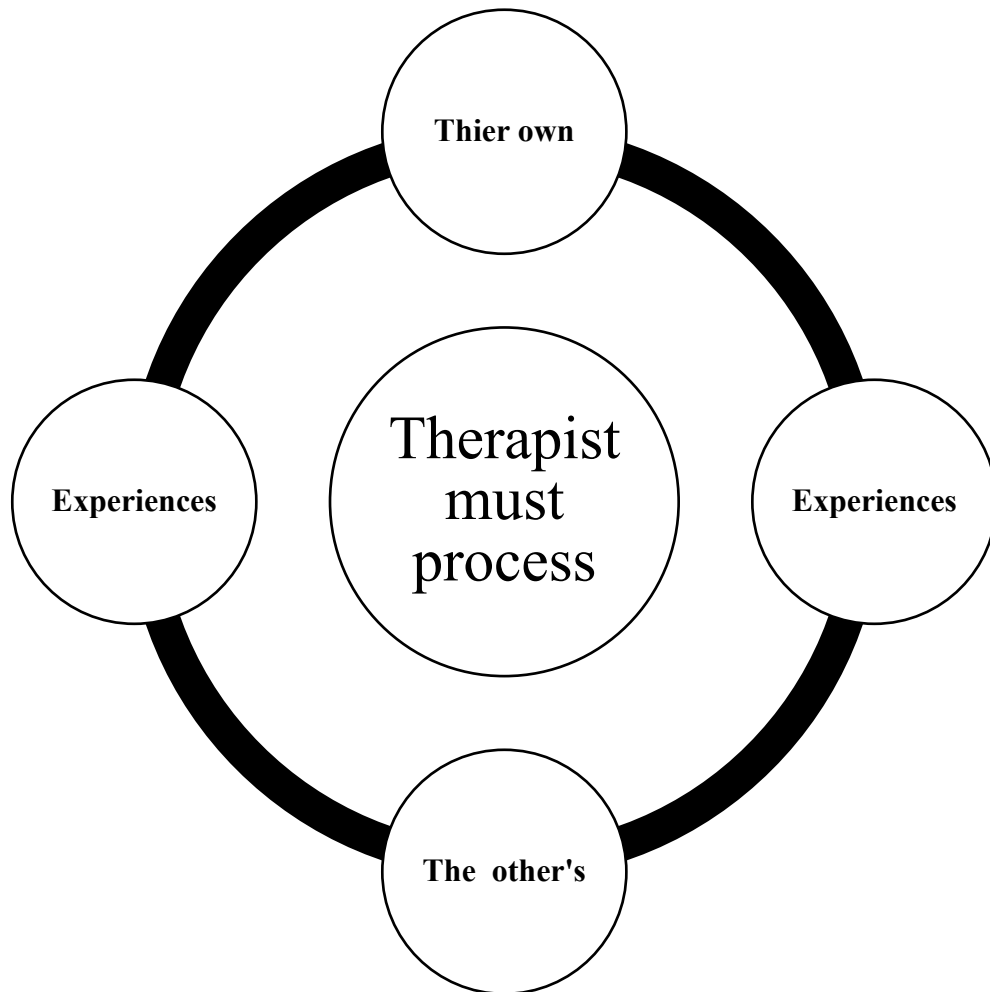 Thier own
Experiences
Therapist
must
process
Experiences
The other's